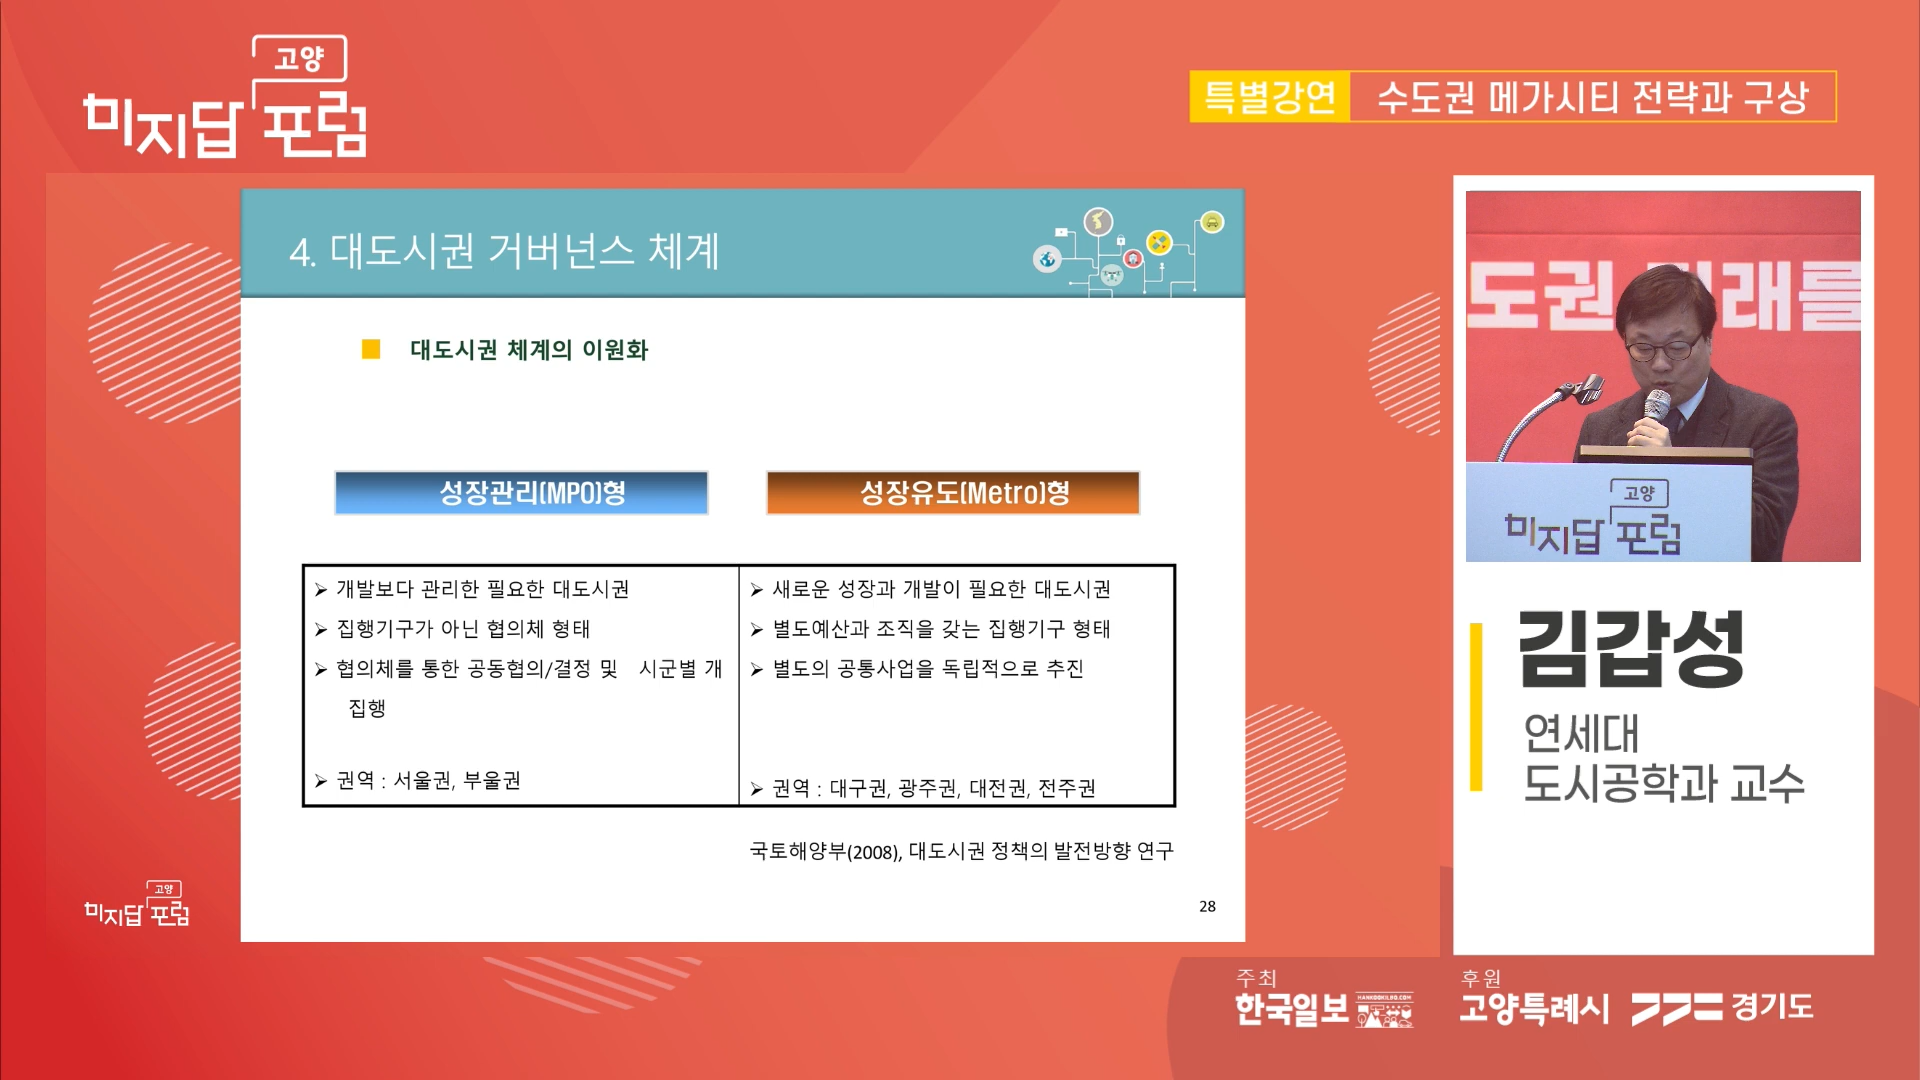 고양
미지답 포럼
특별강연 수도권 메가시티 전략과 구상
4. 대도시권 거버넌스 체계
대도시권 체계의 이원화
성장관리(MPO)형
성장유도(Metro)형
개발보다 관리한 필요한 대도시권
집행기구가 아닌 협의체 형태
협의체를 통한 공동협의/결정 및 시군별 개
집행
권역 : 서울권, 부울권
새로운 성장과 개발이 필요한 대도시권
별도예산과 조직을 갖는 집행기구 형태
별도의 공통사업을 독립적으로 추진
권역 : 대구권, 광주권, 대전권, 전주권
국토해양부(2008), 대도시권 정책의 발전방향 연구
28
도권 미래를
고양
미지답 포럼
김갑성
연세대
도시공학과 교수
고양
미지답 포럼
주최
한국일보
HANKOOKILBO.COM
후원
고양특례시
경기도